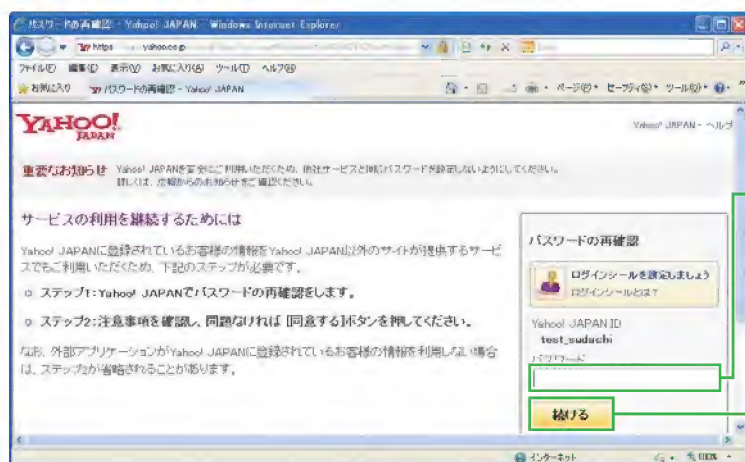 パスワードの再確認 - Yahoo! JAPAN - Windows Internet Explorer
https
yahoo.co.jp
ファイル(F) 編集(E) 表示(V) お気に入り(A) ツール(T) ヘルプ(H)
お気に入り パスワードの再確認 - Yahoo! JAPAN
ページ(P) セーフティ(S) ツール(O)
YAHOO!
JAPAN
Yahoo! JAPAN - ヘルプ
重要なお知らせ Yahoo! JAPANを安全にご利用いただくため、他社サービスと同じパスワードを設定しないようにしてください。
詳しくは、広報からのお知らせをご確認ください。
サービスの利用を継続するためには
Yahoo! JAPANに登録されているお客様の情報をYahoo! JAPAN以外のサイトが提供するサービ
スでもご利用いただくため、下記のステップが必要です。
ステップ1:Yahoo! JAPANでパスワードの再確認をします。
ステップ2:注意事項を確認し、問題なければ [同意する]ボタンを押してください。
なお、外部アプリケーションがYahoo! JAPANに登録されているお客様の情報を利用しない場合
は、ステップ2が省略されることがあります。
パスワードの再確認
ログインシールを設定しましょう
ログインシールとは?
Yahoo! JAPAN ID
test_sudachi
パスワード
続ける
インターネット
100%